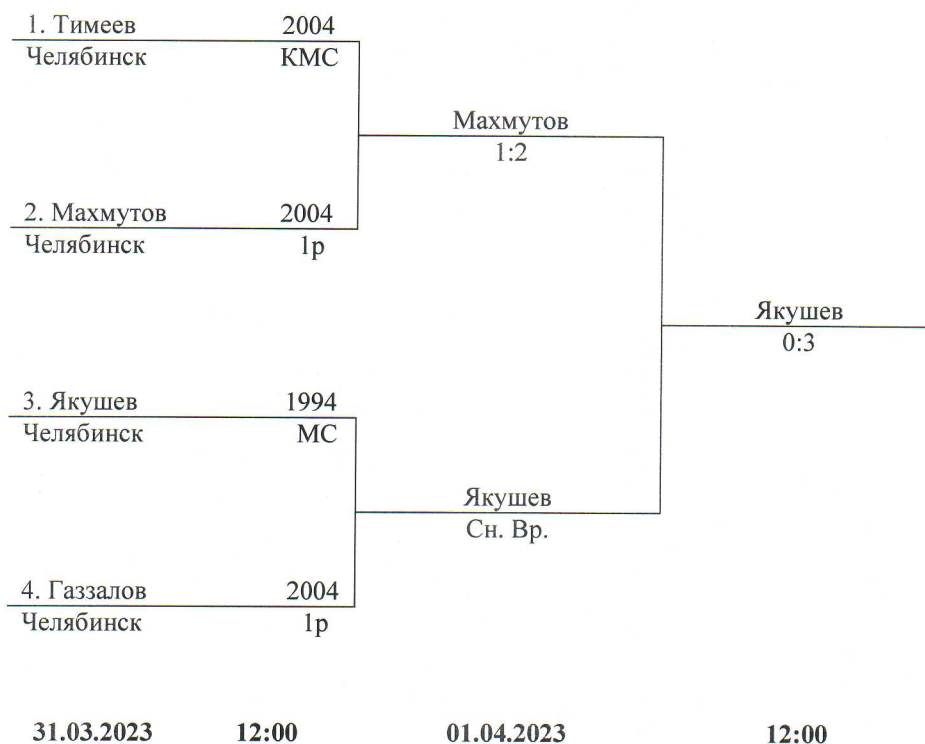 1. Тимеев 2004
Челябинск КМС
Махмутов
1:2
2. Махмутов 2004
Челябинск 1р
Якушев
0:3
3. Якушев 1994
Челябинск МС
Якушев
Сн. Вр.
4. Газзалов 2004
Челябинск 1р
31.03.2023 12:00 01.04.2023 12:00